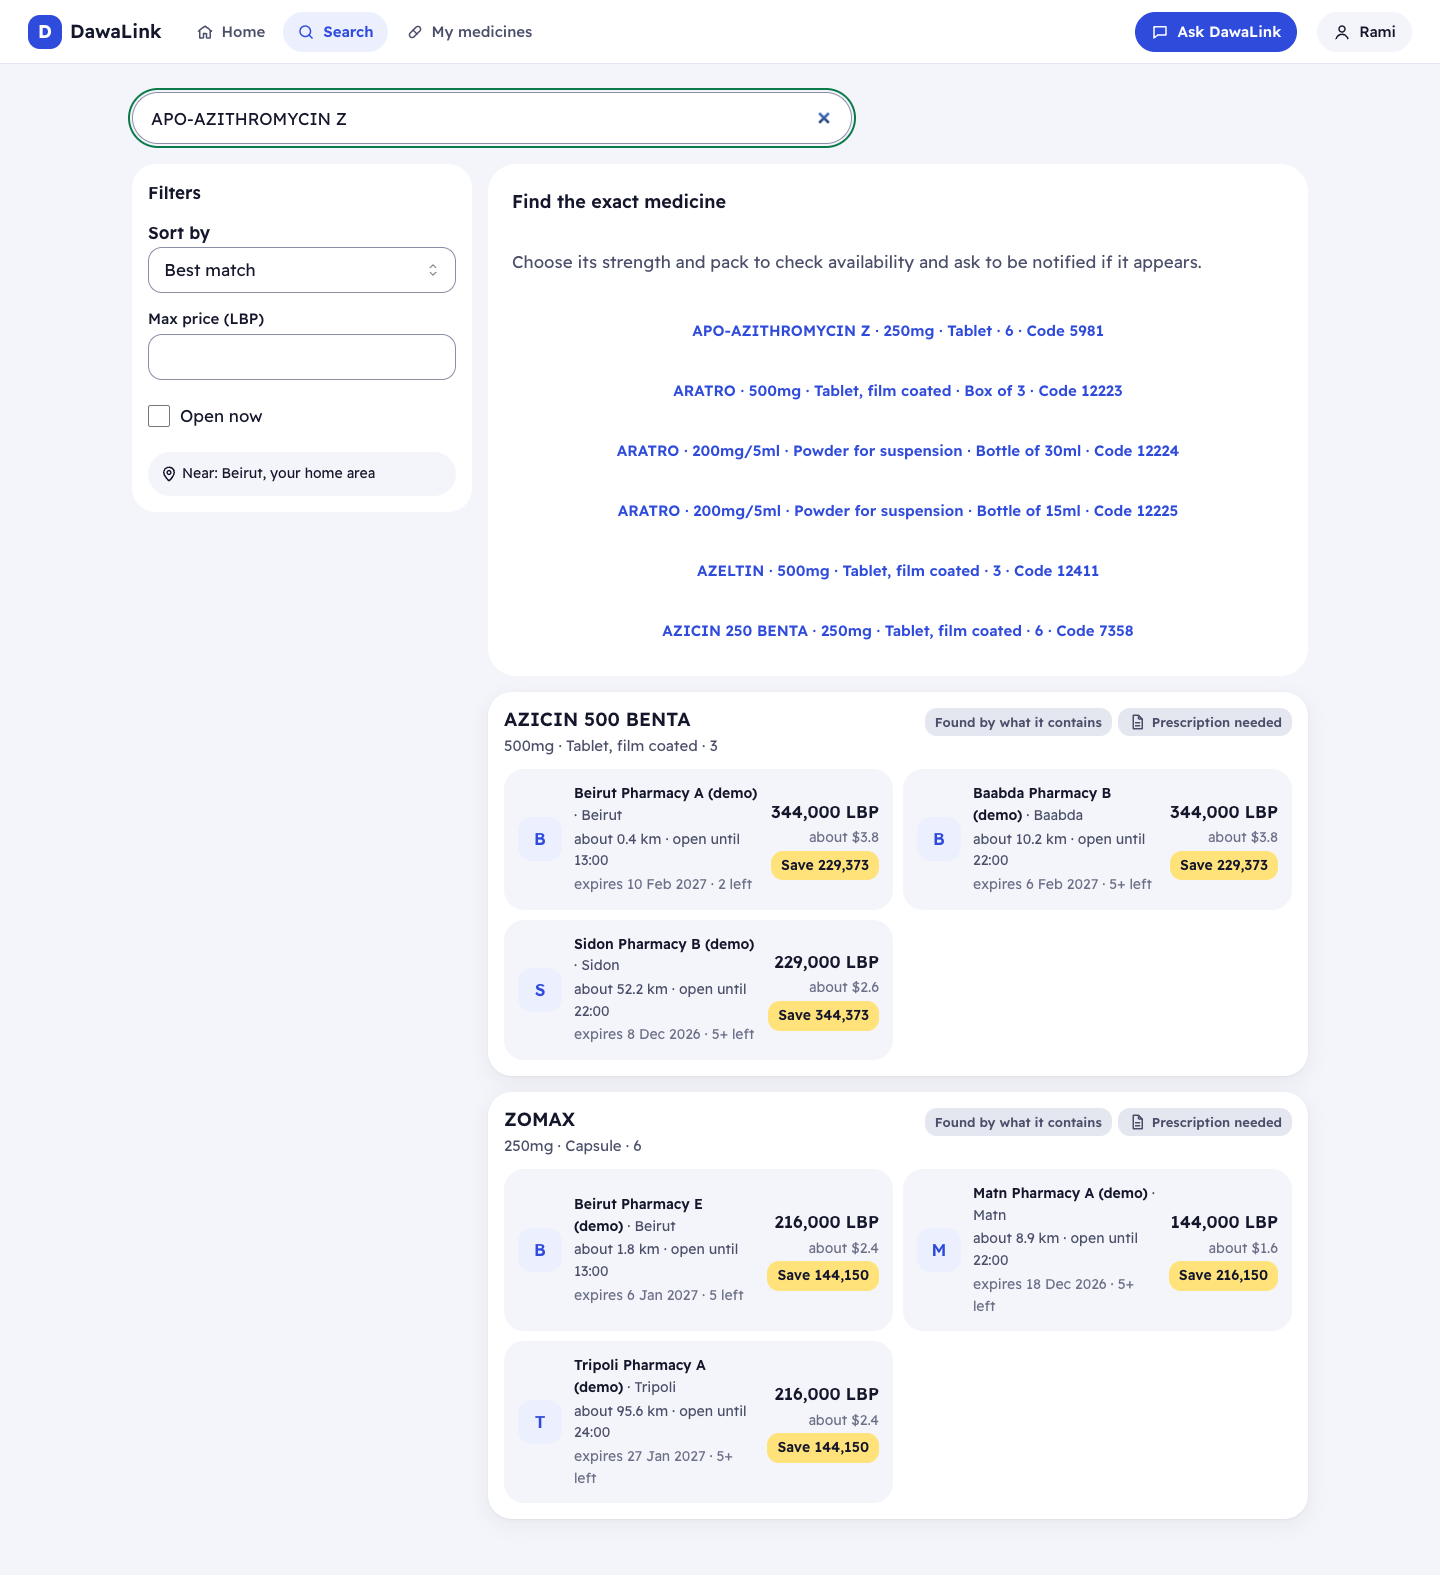 D DawaLink Home Search My medicines Ask DawaLink Rami
APO-AZITHROMYCIN Z
Filters
Sort by
Best match
Max price (LBP)
Open now
Near: Beirut, your home area
Find the exact medicine
Choose its strength and pack to check availability and ask to be notified if it appears.
APO-AZITHROMYCIN Z · 250mg · Tablet · 6 · Code 5981
ARATRO · 500mg · Tablet, film coated · Box of 3 · Code 12223
ARATRO · 200mg/5ml · Powder for suspension · Bottle of 30ml · Code 12224
ARATRO · 200mg/5ml · Powder for suspension · Bottle of 15ml · Code 12225
AZELTIN · 500mg · Tablet, film coated · 3 · Code 12411
AZICIN 250 BENTA · 250mg · Tablet, film coated · 6 · Code 7358
AZICIN 500 BENTA
Found by what it contains Prescription needed
500mg · Tablet, film coated · 3
B
Beirut Pharmacy A (demo)
· Beirut
about 0.4 km · open until
13:00
expires 10 Feb 2027 · 2 left
344,000 LBP
about $3.8
Save 229,373
B
Baabda Pharmacy B
(demo) · Baabda
about 10.2 km · open until
22:00
expires 6 Feb 2027 · 5+ left
344,000 LBP
about $3.8
Save 229,373
S
Sidon Pharmacy B (demo)
· Sidon
about 52.2 km · open until
22:00
expires 8 Dec 2026 · 5+ left
229,000 LBP
about $2.6
Save 344,373
ZOMAX
Found by what it contains Prescription needed
250mg · Capsule · 6
B
Beirut Pharmacy E
(demo) · Beirut
about 1.8 km · open until
13:00
expires 6 Jan 2027 · 5 left
216,000 LBP
about $2.4
Save 144,150
M
Matn Pharmacy A (demo) ·
Matn
about 8.9 km · open until
22:00
expires 18 Dec 2026 · 5+
left
144,000 LBP
about $1.6
Save 216,150
T
Tripoli Pharmacy A
(demo) · Tripoli
about 95.6 km · open until
24:00
expires 27 Jan 2027 · 5+
left
216,000 LBP
about $2.4
Save 144,150